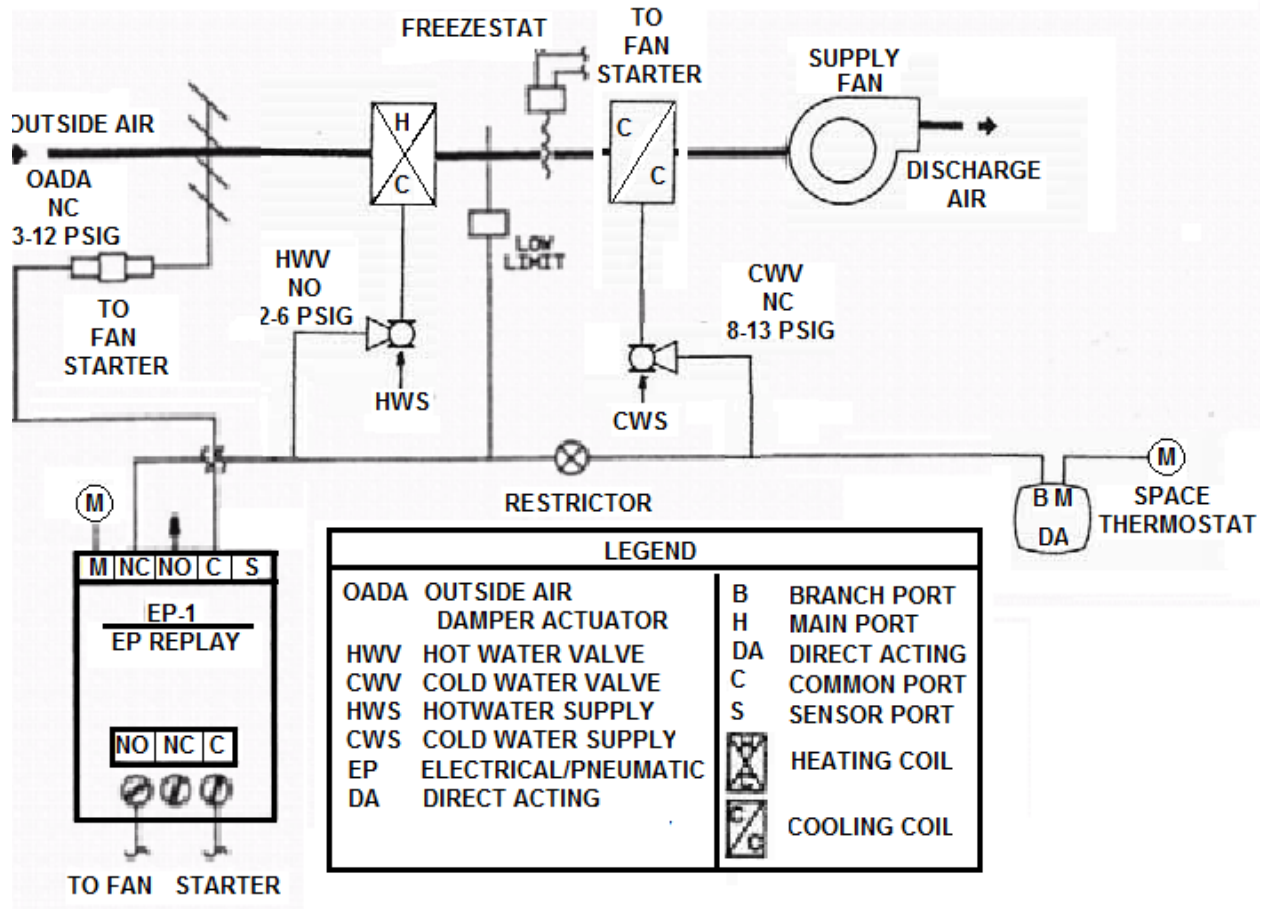 FREEZESTAT
TO
FAN
STARTER
SUPPLY
FAN
OUTSIDE AIR
H
C
C
C
DISCHARGE
AIR
OADA
NC
3-12 PSIG
LOW
LIMIT
HWV
NO
2-6 PSIG
CWV
NC
8-13 PSIG
TO
FAN
STARTER
HWS
CWS
M
RESTRICTOR
M
B M
DA
SPACE
THERMOSTAT
M NC NO C S
EP-1
EP REPLAY
NO NC C
TO FAN STARTER
LEGEND
OADA OUTSIDE AIR
DAMPER ACTUATOR
HWV HOT WATER VALVE
CWV COLD WATER VALVE
HWS HOTWATER SUPPLY
CWS COLD WATER SUPPLY
EP ELECTRICAL/PNEUMATIC
DA DIRECT ACTING
B BRANCH PORT
H MAIN PORT
DA DIRECT ACTING
C COMMON PORT
S SENSOR PORT
HEATING COIL
C/C COOLING COIL